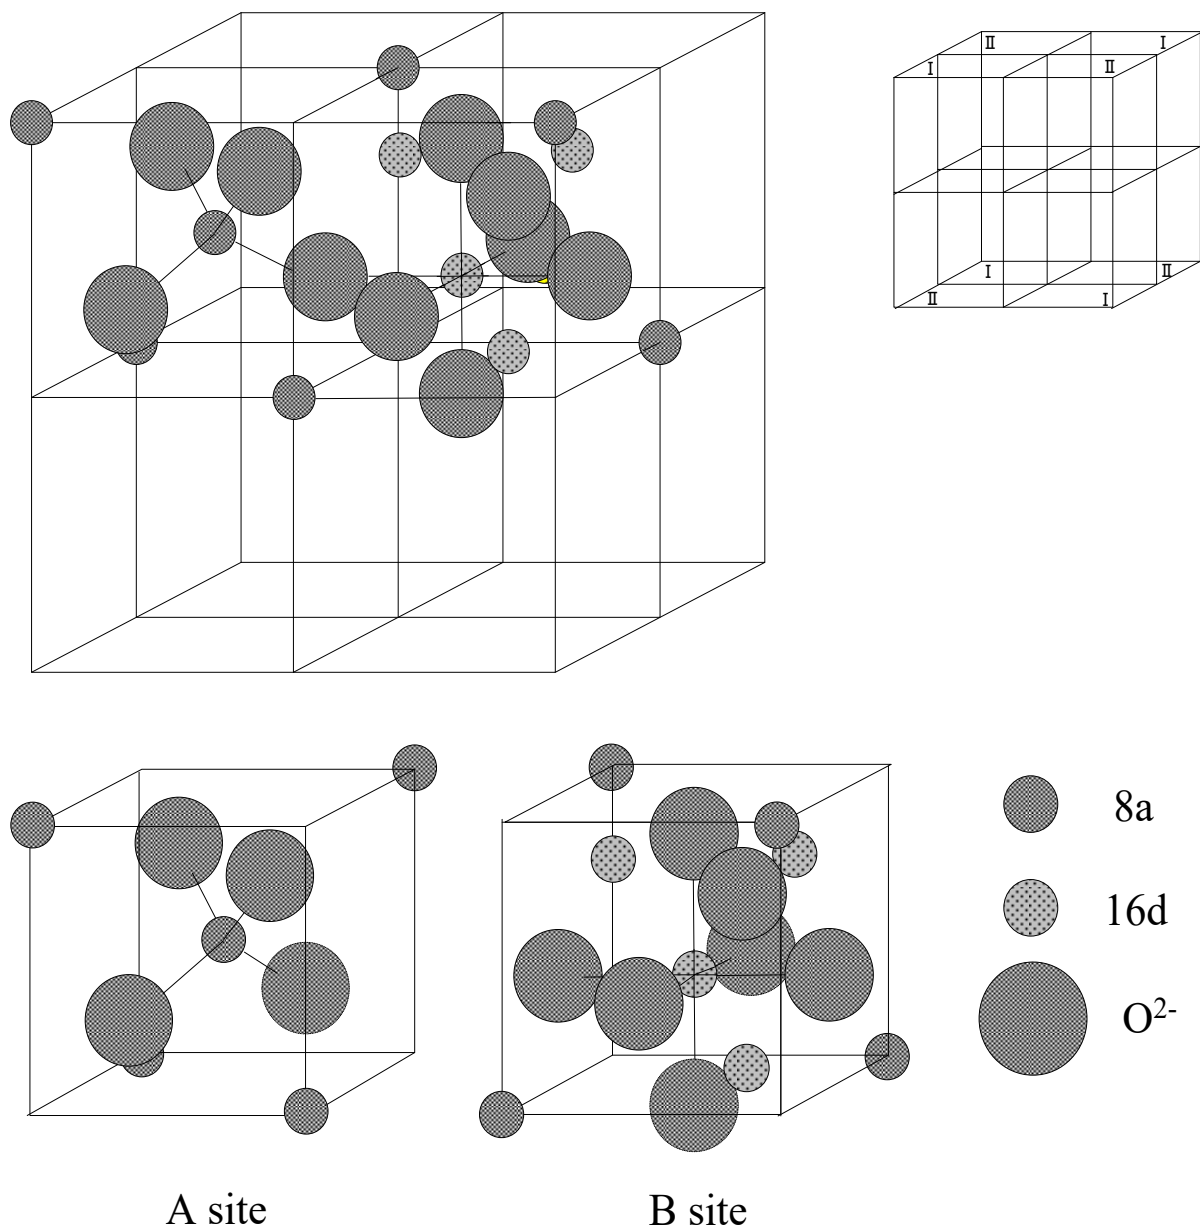 Ⅱ Ⅰ
Ⅰ Ⅱ
Ⅰ Ⅱ
Ⅱ Ⅰ
8a
16d
O²⁻
A site B site